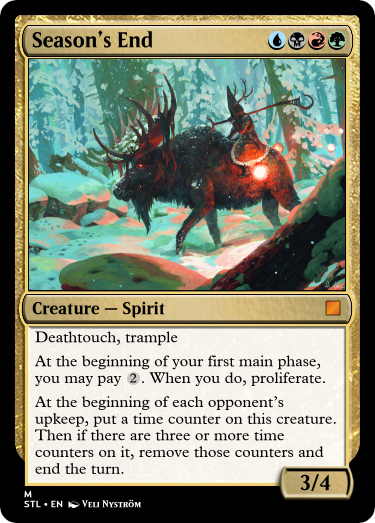 Season's End
Creature — Spirit
Deathtouch, trample
At the beginning of your first main phase,
you may pay 2. When you do, proliferate.
At the beginning of each opponent's
upkeep, put a time counter on this creature.
Then if there are three or more time
counters on it, remove those counters and
end the turn.
3/4
M
STL • EN Veli Nyström